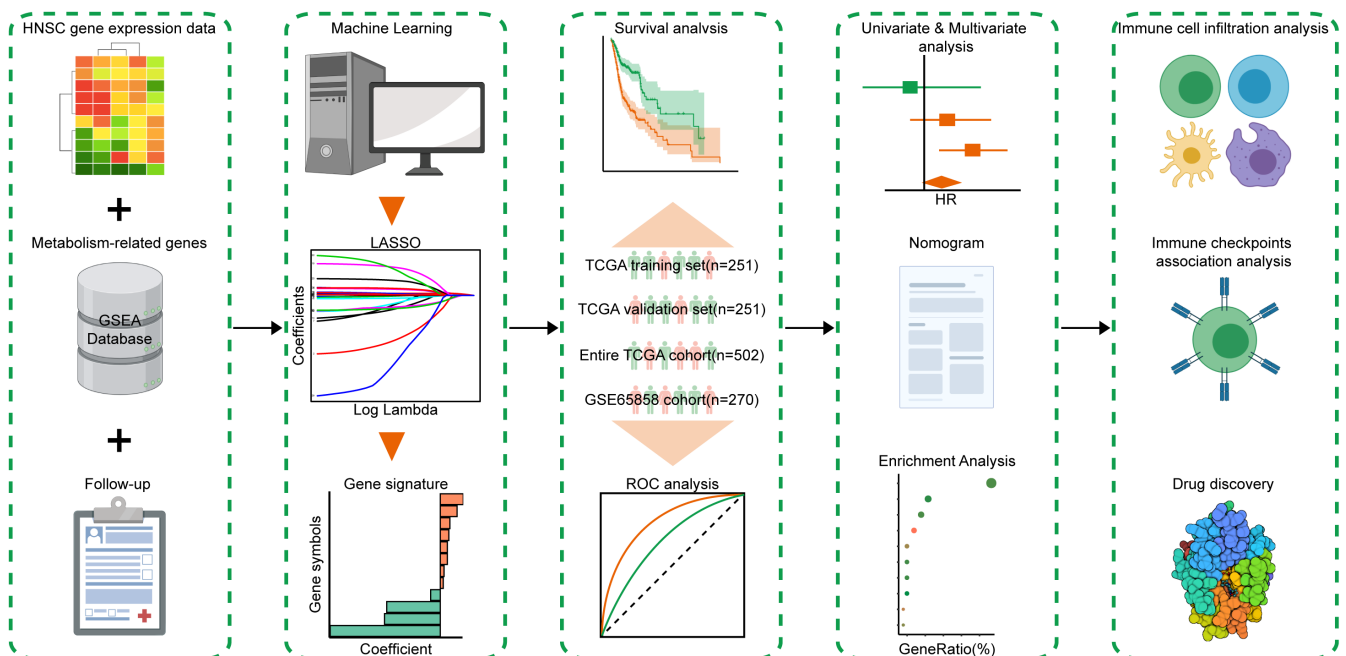 HNSC gene expression data
Metabolism-related genes
GSEA
Database
Follow-up
Machine Learning
LASSO
Coefficients
Log Lambda
Gene signature
Gene symbols
Coefficient
Survival analvsis
TCGA training set(n=251)
TCGA validation set(n=251)
Entire TCGA cohort(n=502)
GSE65858 cohort(n=270)
ROC analysis
Univariate & Multivariate
analysis
HR
Nomogram
Enrichment Analysis
GeneRatio(%)
Immune cell infiltration analysis
Immune checkpoints
association analysis
Drug discovery